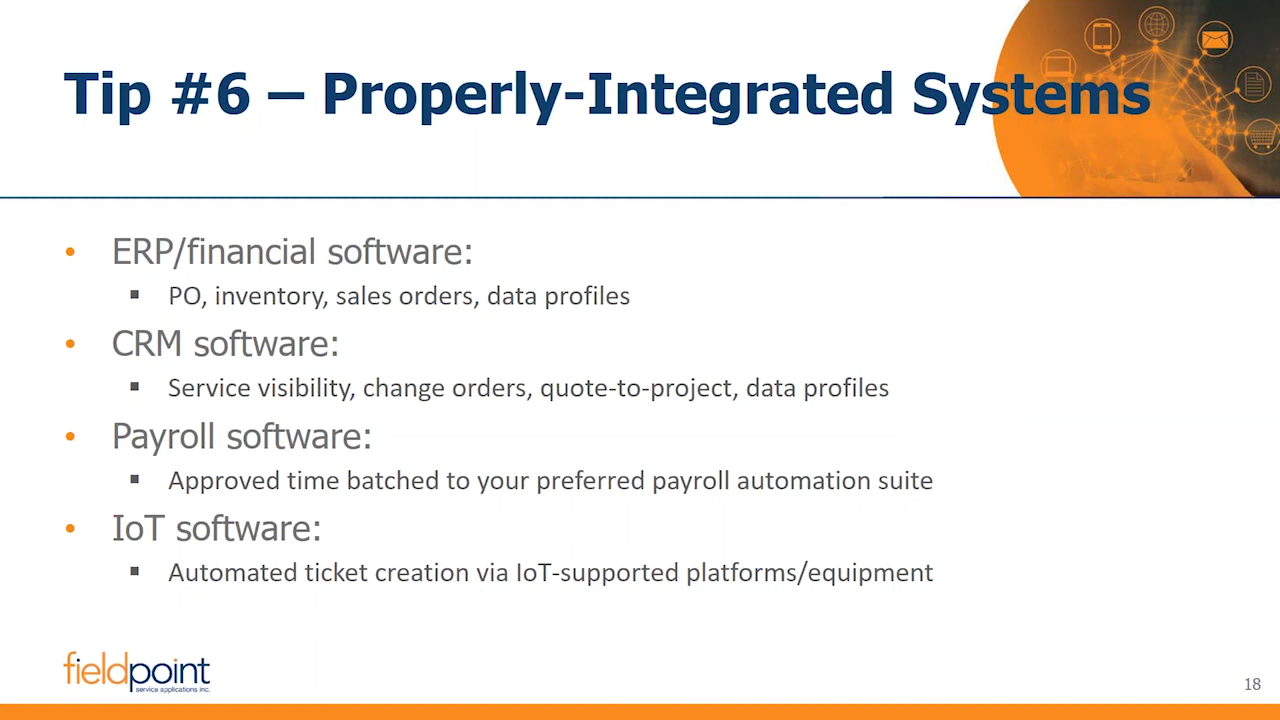 Tip #6 – Properly-Integrated Systems
• ERP/financial software:
▪ PO, inventory, sales orders, data profiles
• CRM software:
▪ Service visibility, change orders, quote-to-project, data profiles
• Payroll software:
▪ Approved time batched to your preferred payroll automation suite
• IoT software:
▪ Automated ticket creation via IoT-supported platforms/equipment
fieldpoint
service applications inc.
18